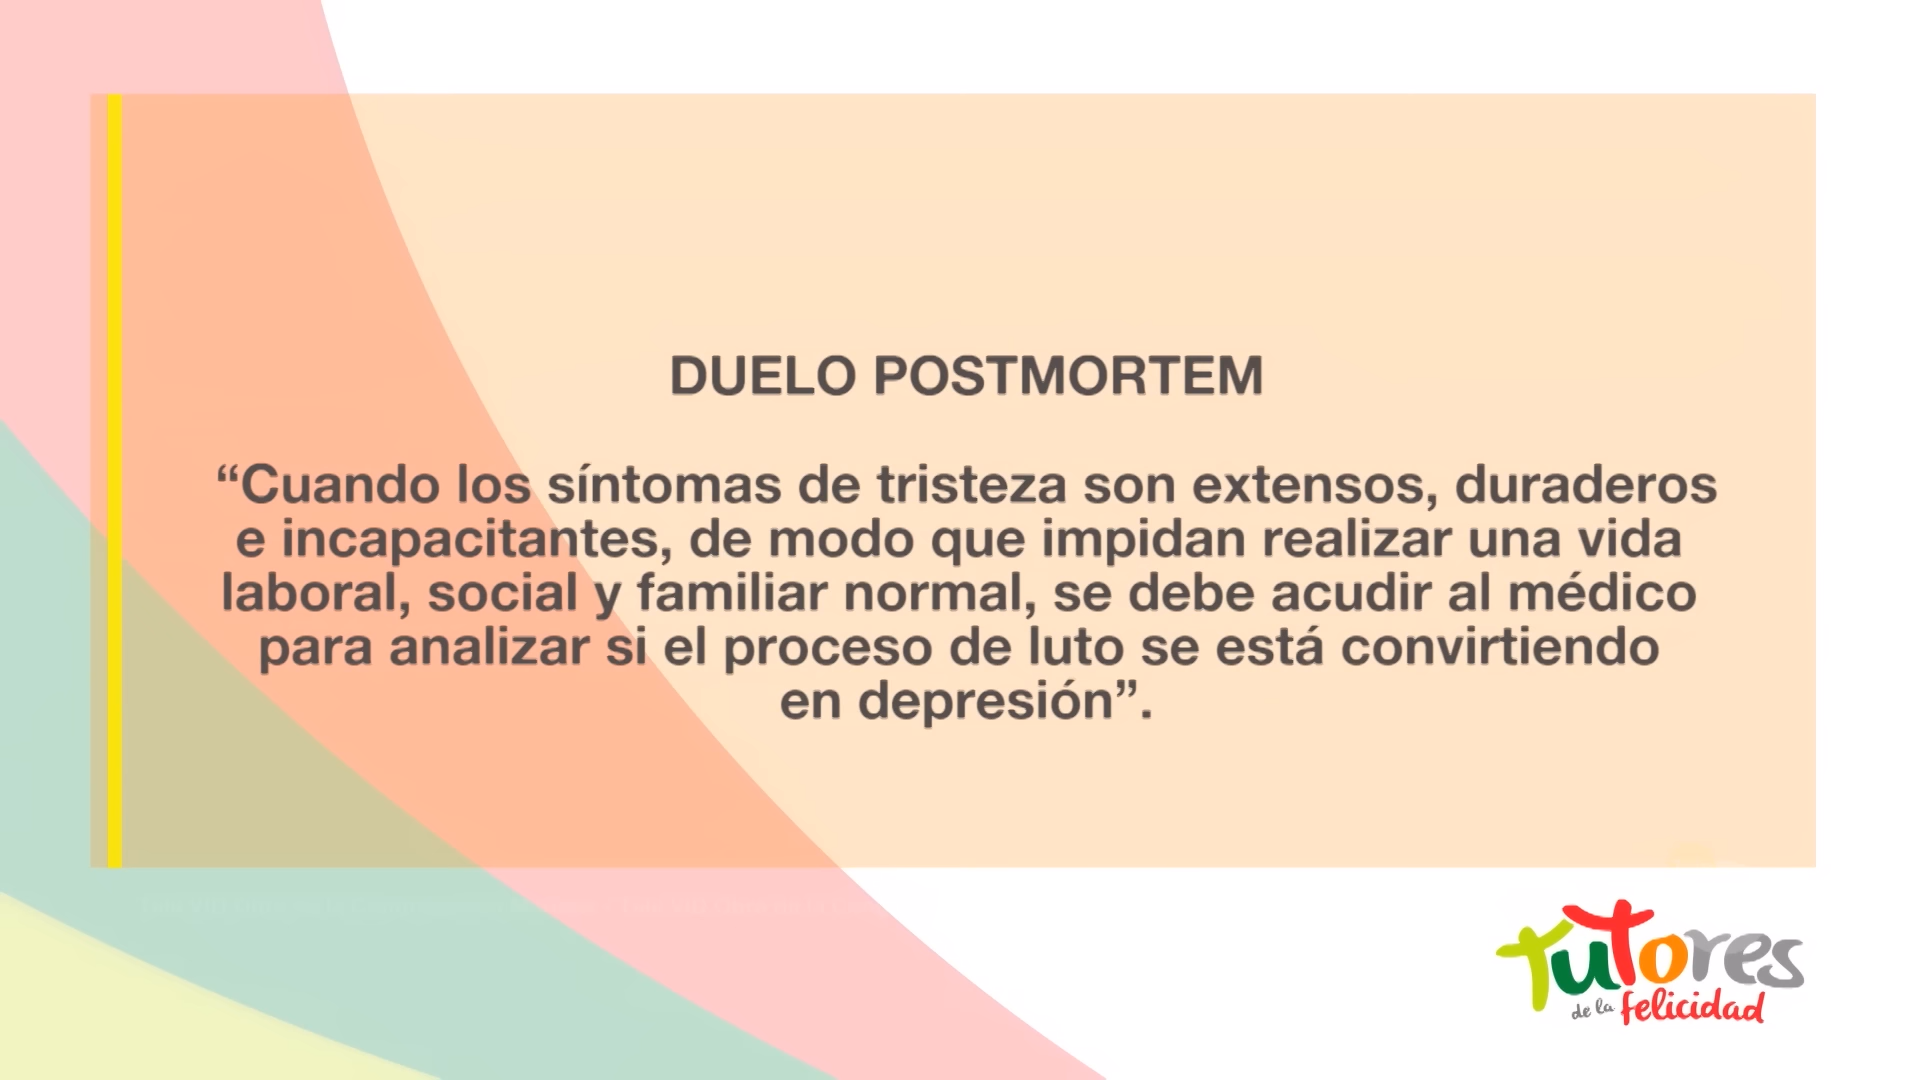 DUELO POSTMORTEM
“Cuando los síntomas de tristeza son extensos, duraderos
e incapacitantes, de modo que impidan realizar una vida
laboral, social y familiar normal, se debe acudir al médico
para analizar si el proceso de luto se está convirtiendo
en depresión”.
Tutores
de la felicidad